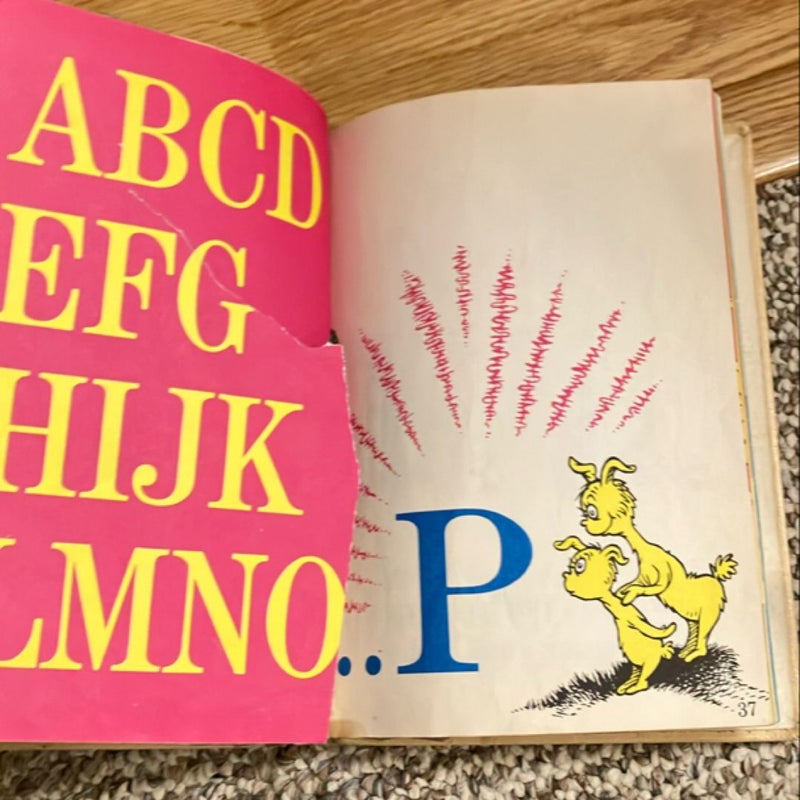 ABCD
EFG
HIJK
LMNO
..P
37